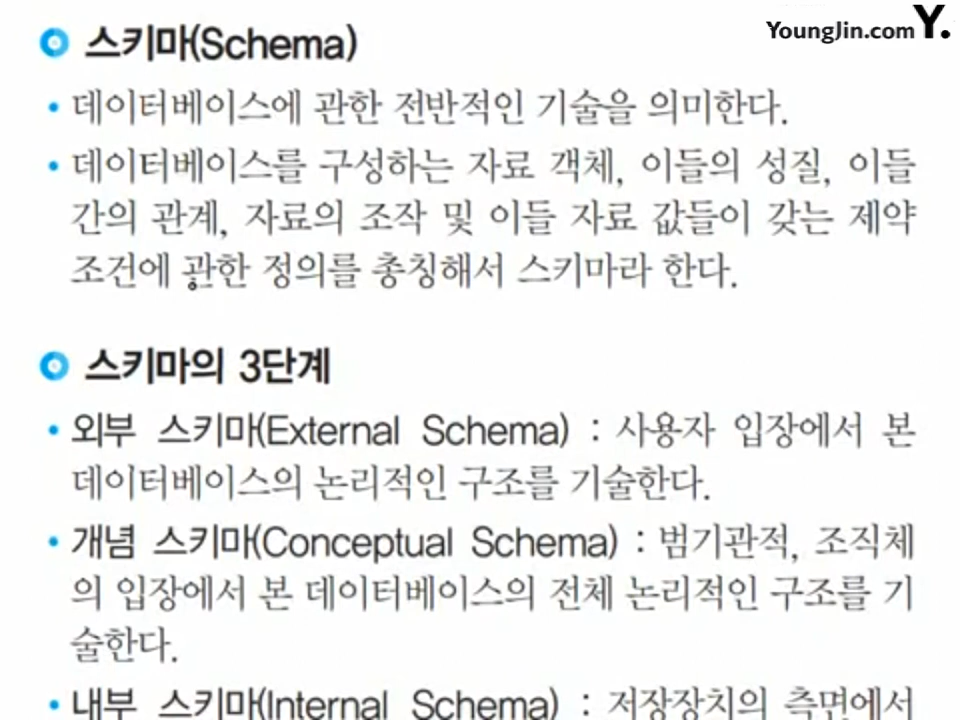 YoungJin.com Y.
스키마(Schema)
• 데이터베이스에 관한 전반적인 기술을 의미한다.
• 데이터베이스를 구성하는 자료 객체, 이들의 성질, 이들
간의 관계, 자료의 조작 및 이들 자료 값들이 갖는 제약
조건에 관한 정의를 총칭해서 스키마라 한다.
스키마의 3단계
• 외부 스키마(External Schema) : 사용자 입장에서 본
데이터베이스의 논리적인 구조를 기술한다.
• 개념 스키마(Conceptual Schema) : 범기관적, 조직체
의 입장에서 본 데이터베이스의 전체 논리적인 구조를 기
술한다.
• 내부 스키마(Internal Schema) : 저장장치의 측면에서